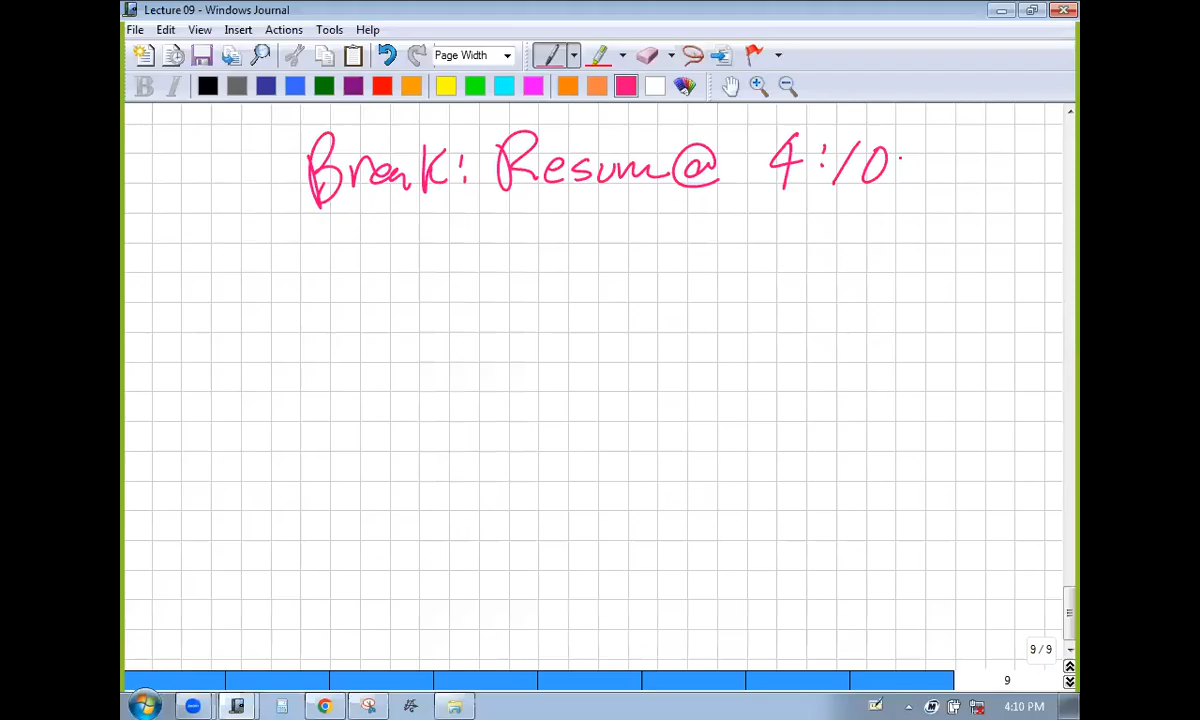 Lecture 09 - Windows Journal
File Edit View Insert Actions Tools Help
Page Width
B I
Break: Resum@ 4:10
9 / 9
9
4:10 PM